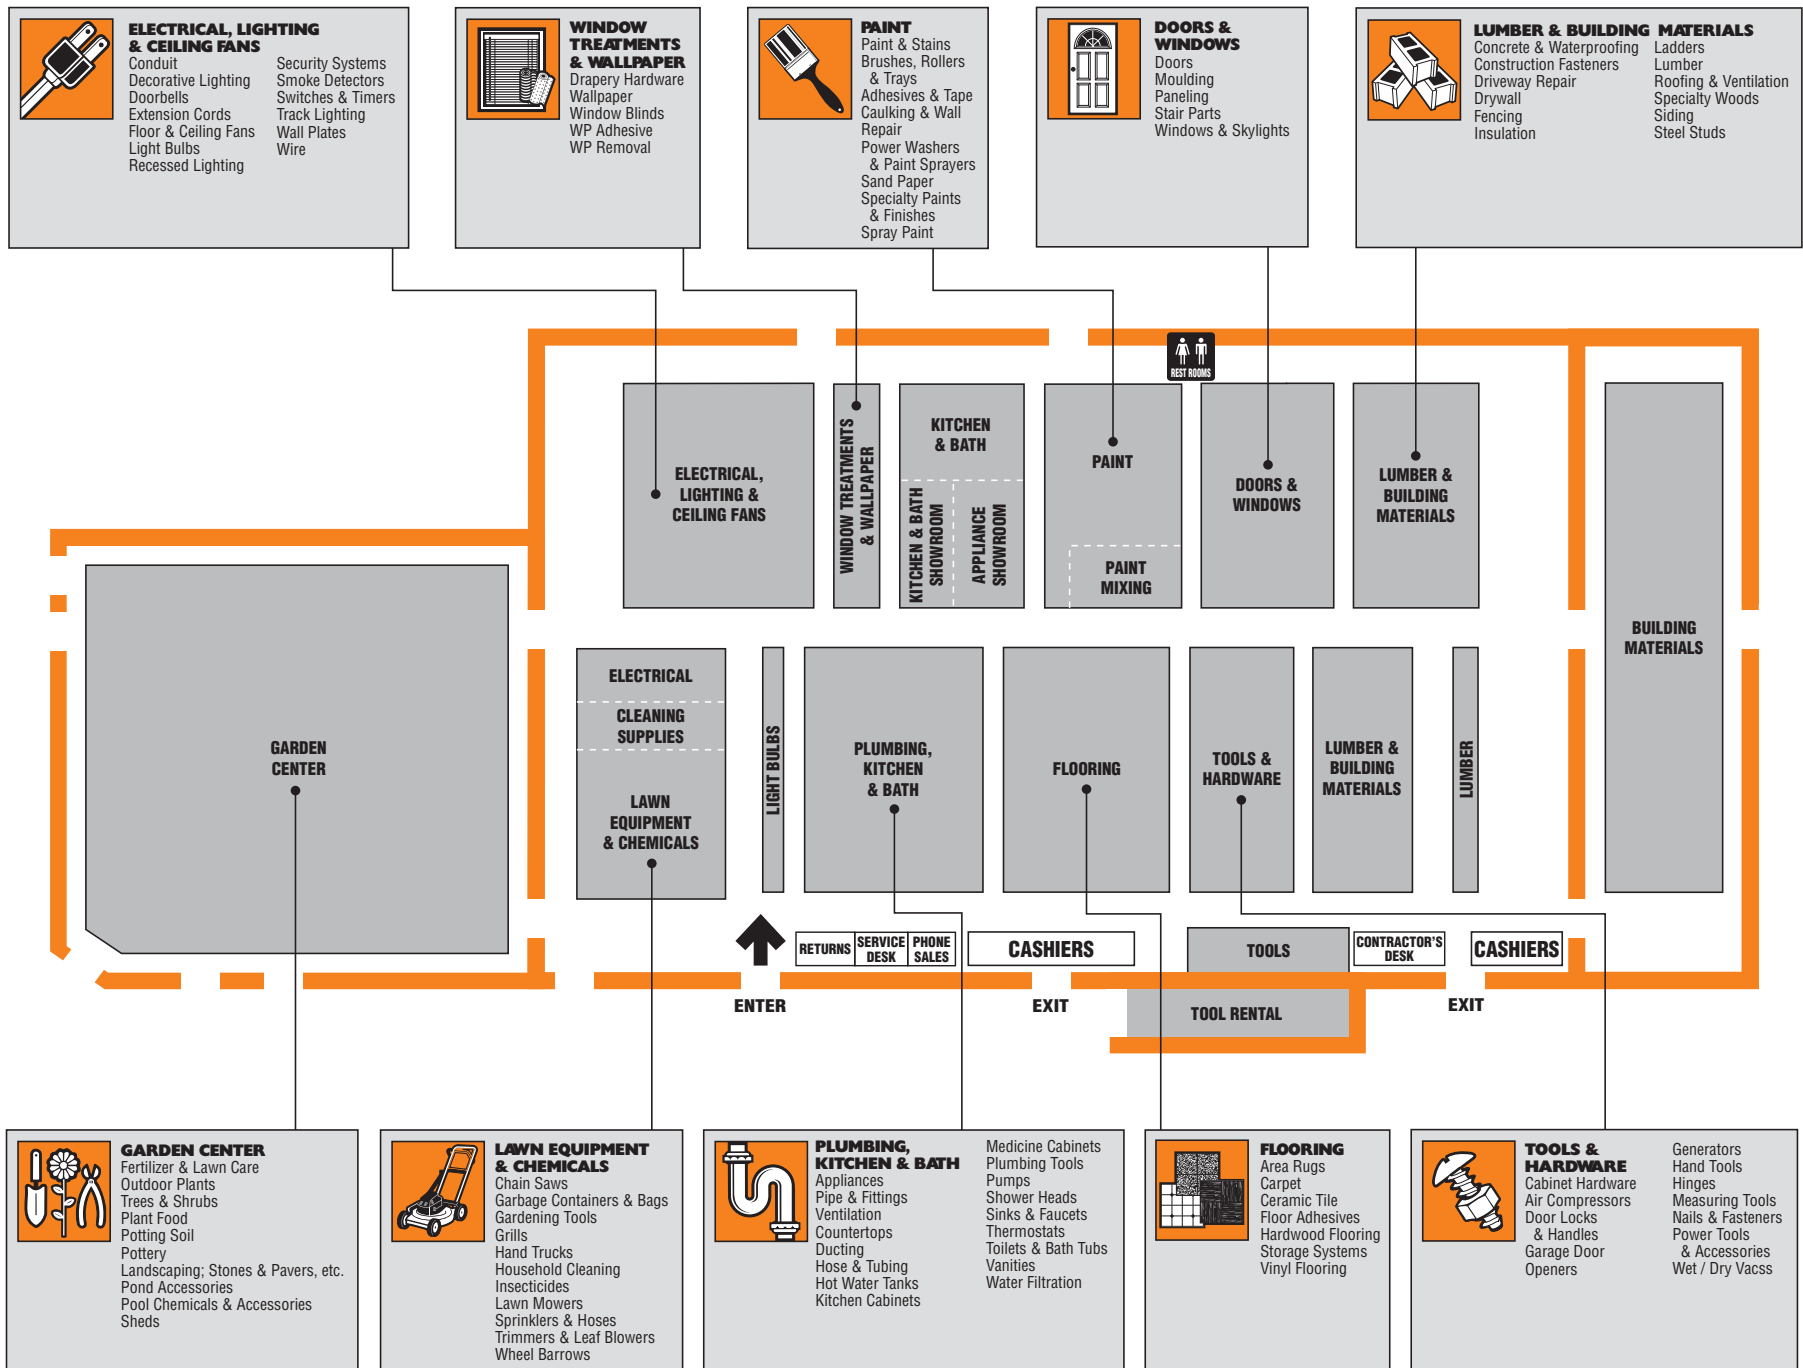 ELECTRICAL, LIGHTING
& CEILING FANS
Conduit
Decorative Lighting
Doorbells
Extension Cords
Floor & Ceiling Fans
Light Bulbs
Recessed Lighting
Security Systems
Smoke Detectors
Switches & Timers
Track Lighting
Wall Plates
Wire
WINDOW
TREATMENTS
& WALLPAPER
Drapery Hardware
Wallpaper
Window Blinds
WP Adhesive
WP Removal
PAINT
Paint & Stains
Brushes, Rollers
& Trays
Adhesives & Tape
Caulking & Wall
Repair
Power Washers
& Paint Sprayers
Sand Paper
Specialty Paints
& Finishes
Spray Paint
DOORS &
WINDOWS
Doors
Moulding
Paneling
Stair Parts
Windows & Skylights
LUMBER & BUILDING MATERIALS
Concrete & Waterproofing
Construction Fasteners
Driveway Repair
Drywall
Fencing
Insulation
Ladders
Lumber
Roofing & Ventilation
Specialty Woods
Siding
Steel Studs
REST ROOMS
ELECTRICAL,
LIGHTING &
CEILING FANS
WINDOW TREATMENTS
& WALLPAPER
KITCHEN
& BATH
KITCHEN & BATH
SHOWROOM
APPLIANCE
SHOWROOM
PAINT
PAINT
MIXING
DOORS &
WINDOWS
LUMBER &
BUILDING
MATERIALS
BUILDING
MATERIALS
GARDEN
CENTER
ELECTRICAL
CLEANING
SUPPLIES
LAWN
EQUIPMENT
& CHEMICALS
LIGHT BULBS
PLUMBING,
KITCHEN
& BATH
FLOORING
TOOLS &
HARDWARE
LUMBER &
BUILDING
MATERIALS
LUMBER
RETURNS
SERVICE
DESK
PHONE
SALES
CASHIERS
TOOLS
CONTRACTOR'S
DESK
CASHIERS
ENTER
EXIT
TOOL RENTAL
EXIT
GARDEN CENTER
Fertilizer & Lawn Care
Outdoor Plants
Trees & Shrubs
Plant Food
Potting Soil
Pottery
Landscaping; Stones & Pavers, etc.
Pond Accessories
Pool Chemicals & Accessories
Sheds
LAWN EQUIPMENT
& CHEMICALS
Chain Saws
Garbage Containers & Bags
Gardening Tools
Grills
Hand Trucks
Household Cleaning
Insecticides
Lawn Mowers
Sprinklers & Hoses
Trimmers & Leaf Blowers
Wheel Barrows
PLUMBING,
KITCHEN & BATH
Appliances
Pipe & Fittings
Ventilation
Countertops
Ducting
Hose & Tubing
Hot Water Tanks
Kitchen Cabinets
Medicine Cabinets
Plumbing Tools
Pumps
Shower Heads
Sinks & Faucets
Thermostats
Toilets & Bath Tubs
Vanities
Water Filtration
FLOORING
Area Rugs
Carpet
Ceramic Tile
Floor Adhesives
Hardwood Flooring
Storage Systems
Vinyl Flooring
TOOLS &
HARDWARE
Cabinet Hardware
Air Compressors
Door Locks
& Handles
Garage Door
Openers
Generators
Hand Tools
Hinges
Measuring Tools
Nails & Fasteners
Power Tools
& Accessories
Wet / Dry Vacss